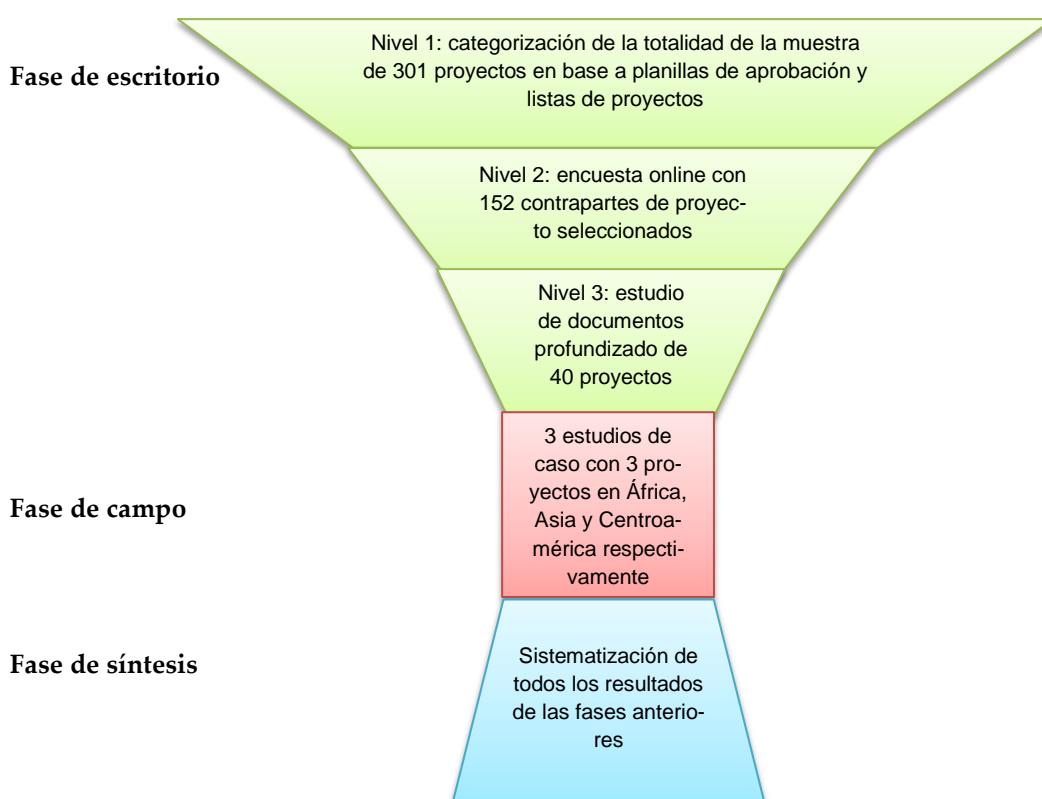 Fase de escritorio
Nivel 1: categorización de la totalidad de la muestra
de 301 proyectos en base a planillas de aprobación y
listas de proyectos
Nivel 2: encuesta online con
152 contrapartes de proyec-
to seleccionados
Nivel 3: estudio
de documentos
profundizado de
40 proyectos
Fase de campo
3 estudios de
caso con 3 pro-
yectos en África,
Asia y Centroa-
mérica respecti-
vamente
Fase de síntesis
Sistematización de
todos los resultados
de las fases anterio-
res